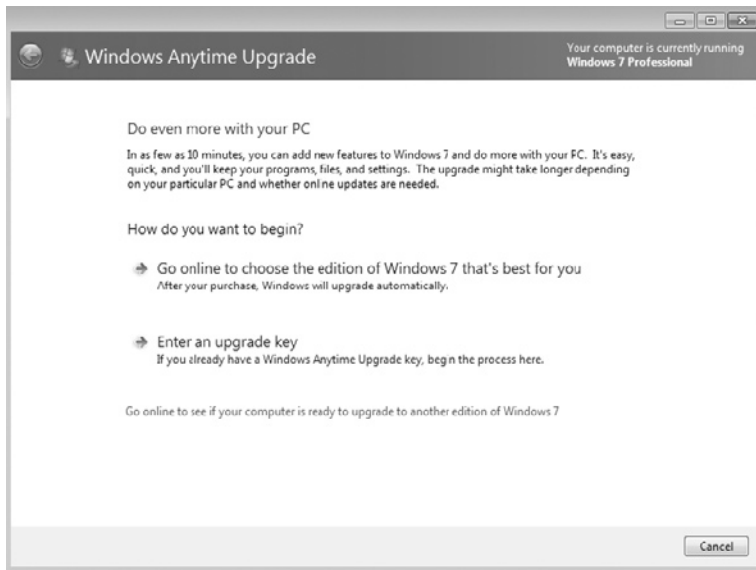 Windows Anytime Upgrade
Your computer is currently running
Windows 7 Professional
Do even more with your PC
In as few as 10 minutes, you can add new features to Windows 7 and do more with your PC. It's easy,
quick, and you'll keep your programs, files, and settings. The upgrade might take longer depending
on your particular PC and whether online updates are needed.
How do you want to begin?
Go online to choose the edition of Windows 7 that's best for you
After your purchase, Windows will upgrade automatically.
Enter an upgrade key
If you already have a Windows Anytime Upgrade key, begin the process here.
Go online to see if your computer is ready to upgrade to another edition of Windows 7
Cancel